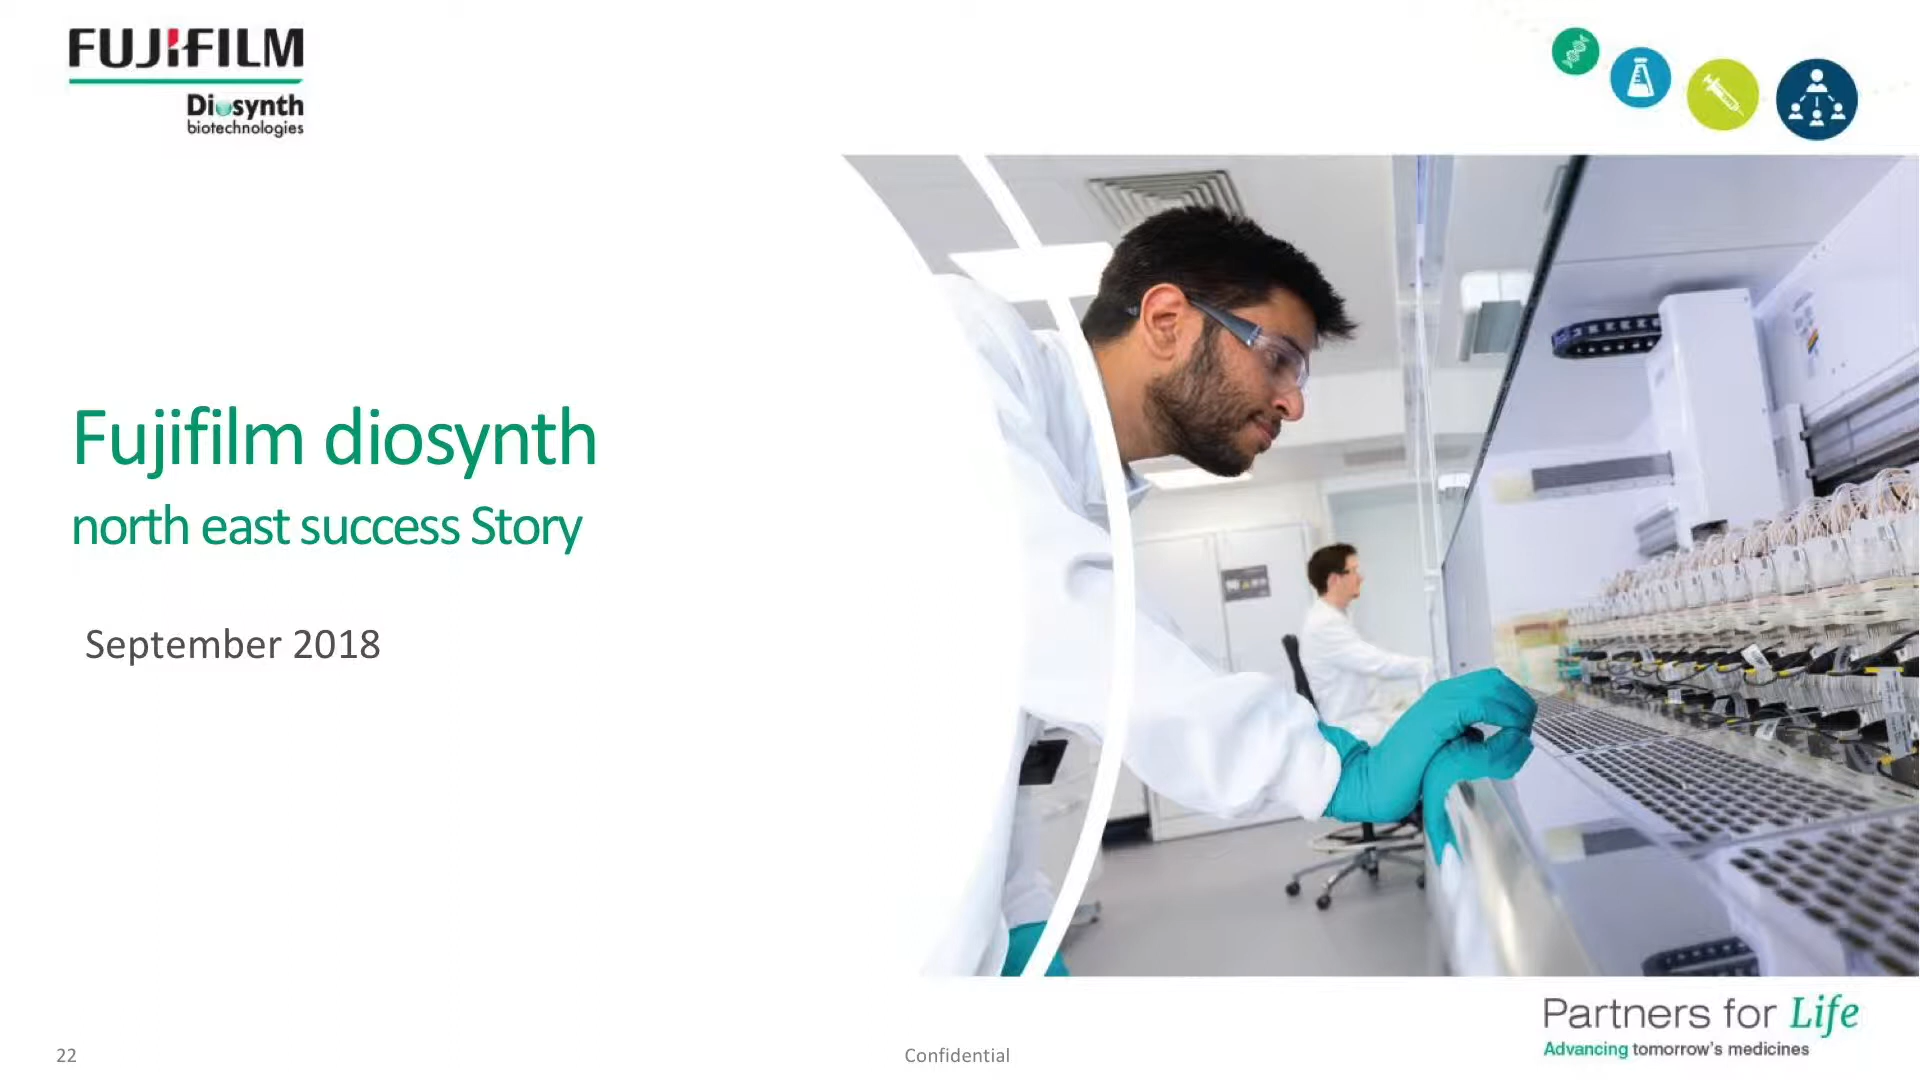 FUJIFILM
Diosynth
biotechnologies
Fujifilm diosynth
north east success Story
September 2018
22
Confidential
Partners for Life
Advancing tomorrow's medicines